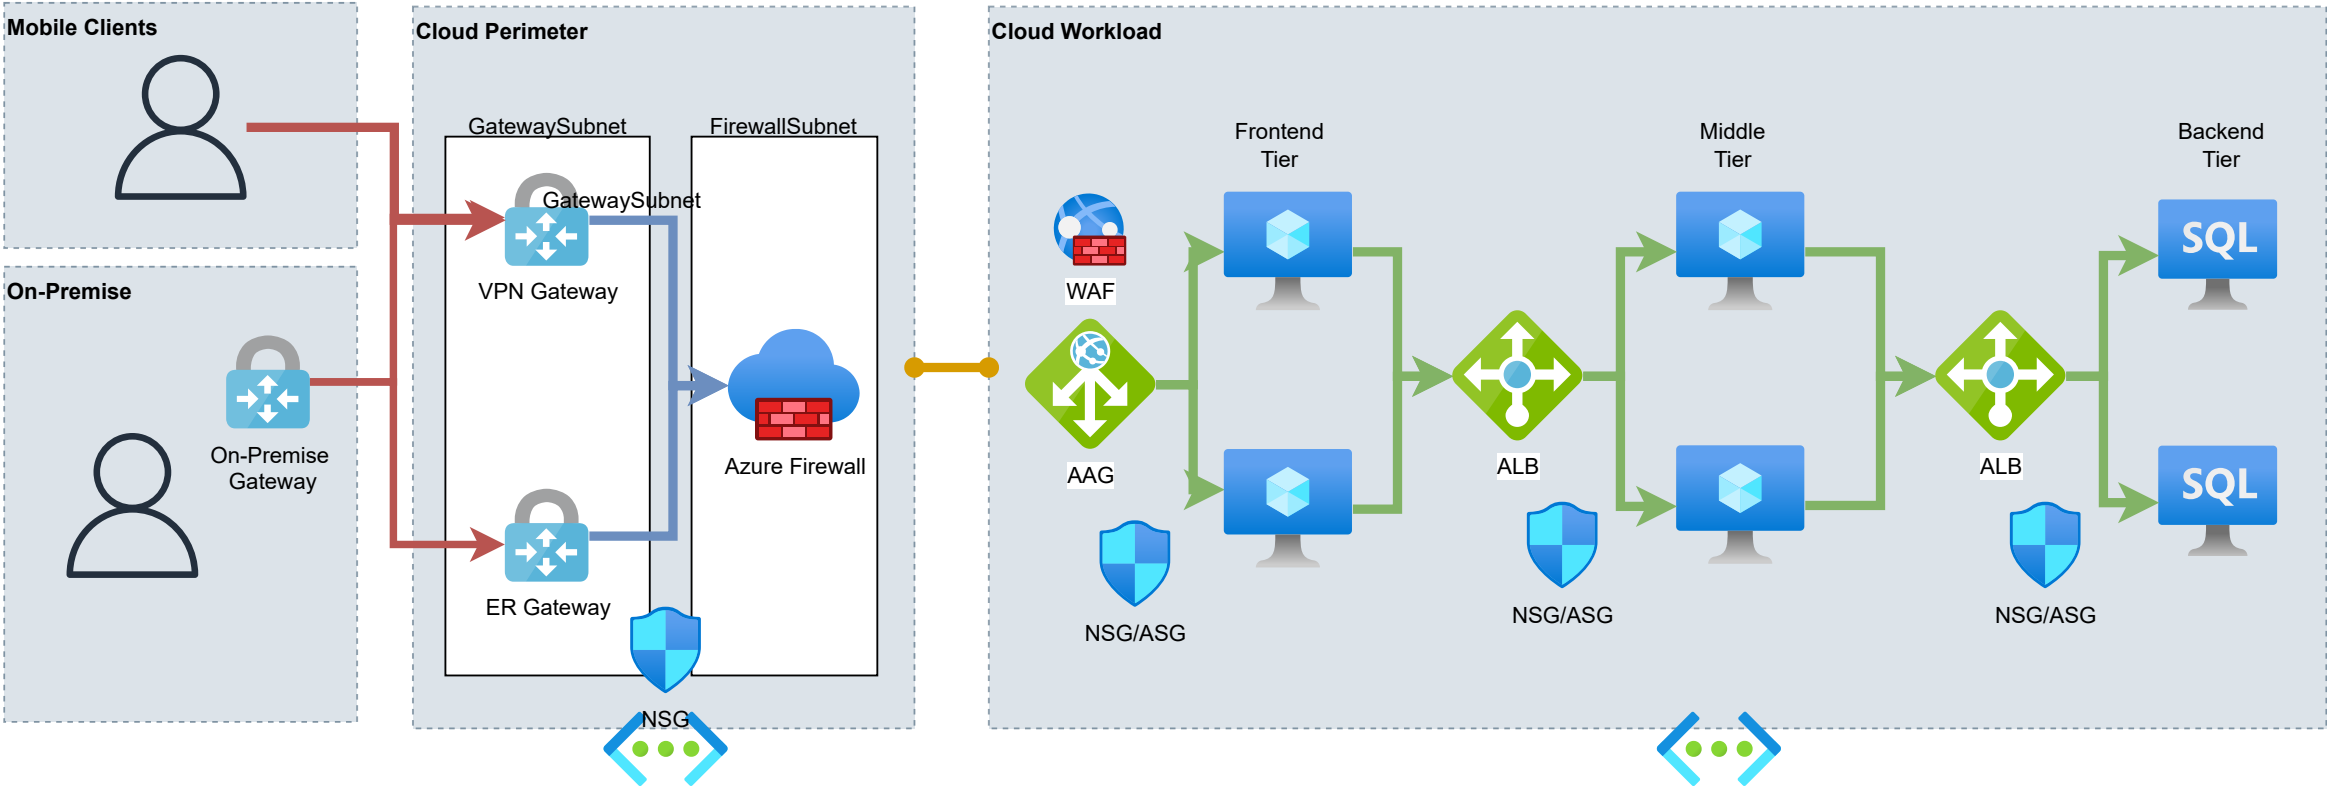 Mobile Clients
On-Premise
On-Premise
Gateway
Cloud Perimeter
GatewaySubnet
FirewallSubnet
GatewaySubnet
VPN Gateway
Azure Firewall
ER Gateway
NSG
Cloud Workload
WAF
AAG
NSG/ASG
Frontend
Tier
ALB
NSG/ASG
Middle
Tier
ALB
NSG/ASG
Backend
Tier
SQL
SQL